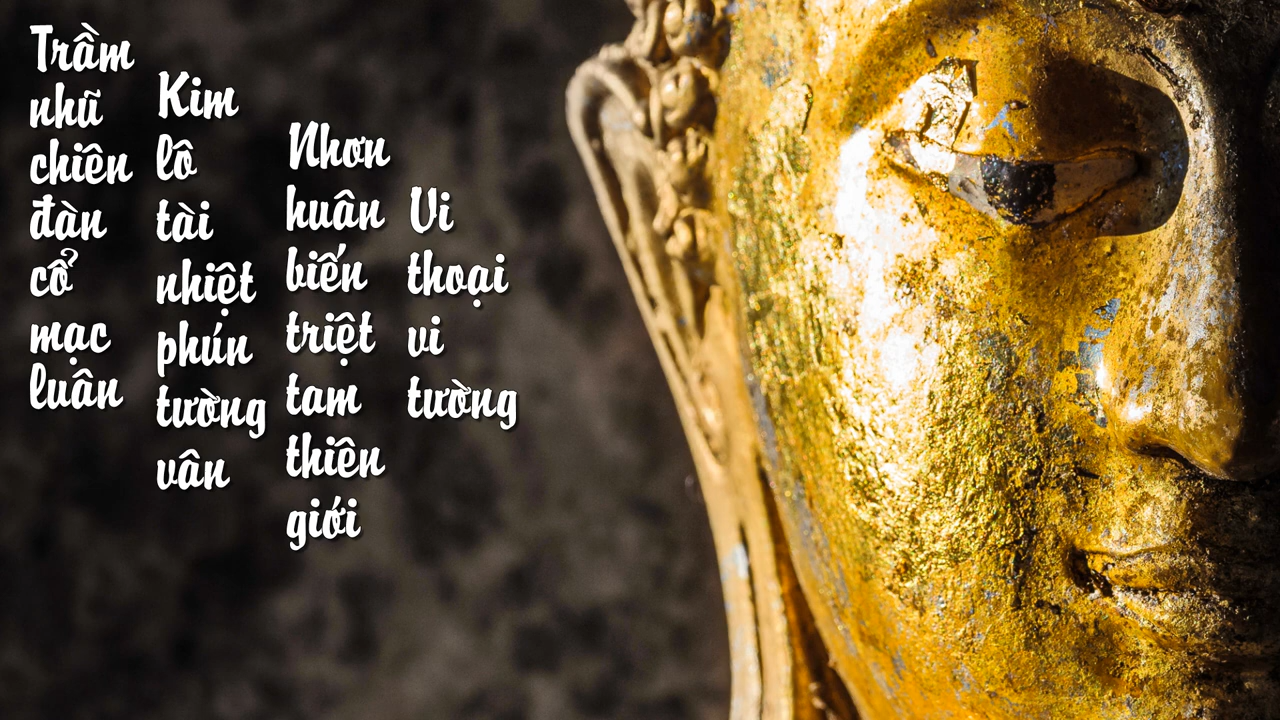 Trầm nhũ chiên đàn cổ mạc luân
Kim lô tài nhiệt phún tường vân
Nhơn huân biến triệt tam thiên giới
Vi thoại vi tường